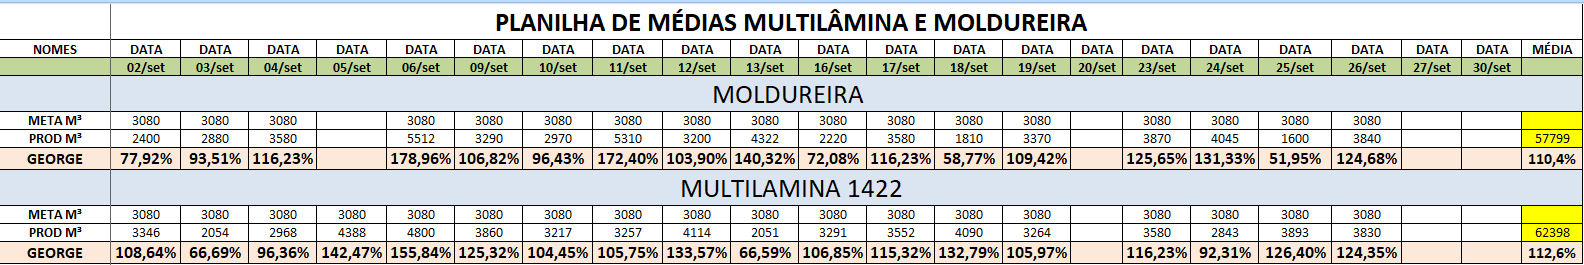 PLANILHA DE MÉDIAS MULTILÂMINA E MOLDUREIRA
NOMES DATA DATA DATA DATA DATA DATA DATA DATA DATA DATA DATA DATA DATA DATA DATA DATA DATA DATA DATA DATA DATA MÉDIA
02/set 03/set 04/set 05/set 06/set 09/set 10/set 11/set 12/set 13/set 16/set 17/set 18/set 19/set 20/set 23/set 24/set 25/set 26/set 27/set 30/set
MOLDUREIRA
META M³ 3080 3080 3080 3080 3080 3080 3080 3080 3080 3080 3080 3080 3080 3080 3080 3080 3080
PROD M³ 2400 2880 3580 5512 3290 2970 5310 3200 4322 2220 3580 1810 3370 3870 4045 1600 3840 57799
GEORGE 77,92% 93,51% 116,23% 178,96% 106,82% 96,43% 172,40% 103,90% 140,32% 72,08% 116,23% 58,77% 109,42% 125,65% 131,33% 51,95% 124,68% 110,4%
MULTILAMINA 1422
META M³ 3080 3080 3080 3080 3080 3080 3080 3080 3080 3080 3080 3080 3080 3080 3080 3080 3080 3080
PROD M³ 3346 2054 2968 4388 4800 3860 3217 3257 4114 2051 3291 3552 4090 3264 3580 2843 3893 3830 62398
GEORGE 108,64% 66,69% 96,36% 142,47% 155,84% 125,32% 104,45% 105,75% 133,57% 66,59% 106,85% 115,32% 132,79% 105,97% 116,23% 92,31% 126,40% 124,35% 112,6%